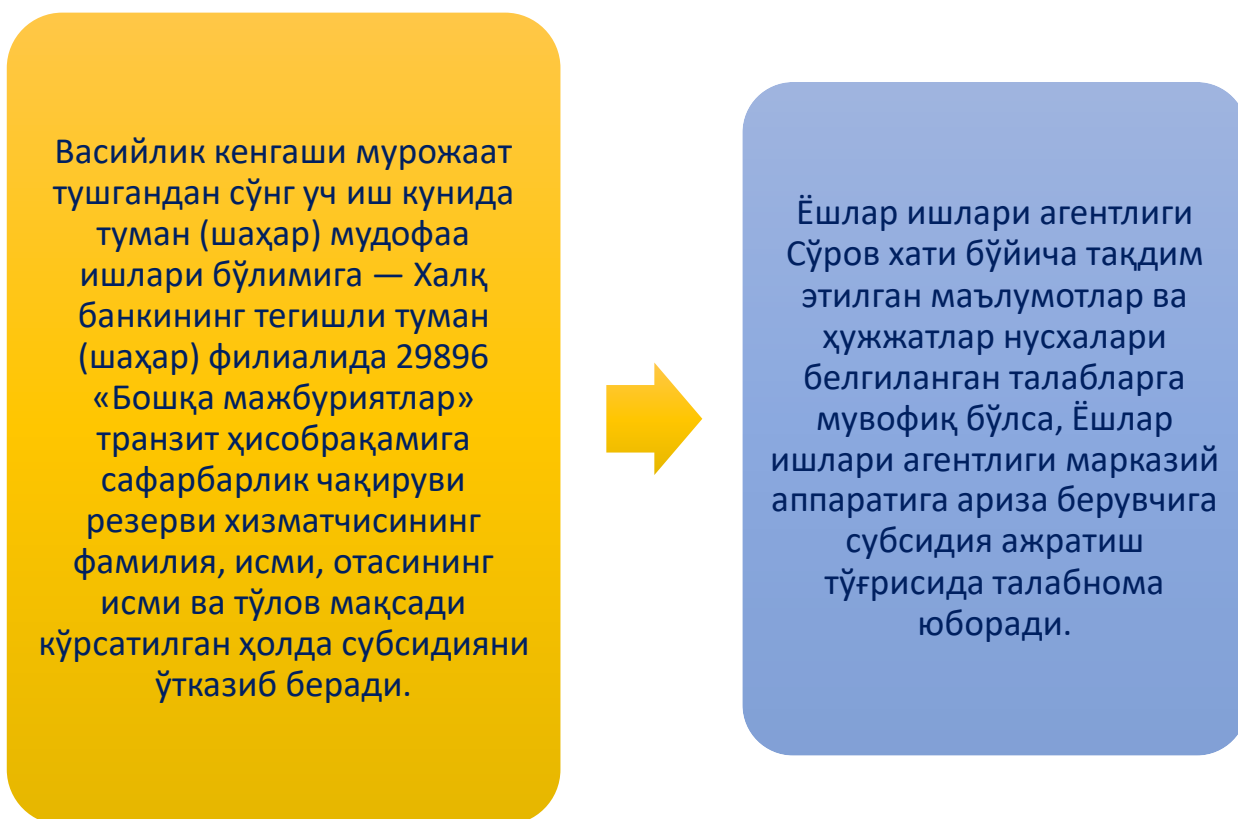 Васийлик кенгаши мурожаат
тушгандан сўнг уч иш кунида
туман (шаҳар) мудофаа
ишлари бўлимига — Халқ
банкининг тегишли туман
(шаҳар) филиалида 29896
«Бошқа мажбуриятлар»
транзит ҳисобрақамига
сафарбарлик чақируви
резерви хизматчисининг
фамилия, исми, отасининг
исми ва тўлов мақсади
кўрсатилган ҳолда субсидияни
ўтказиб беради.
Ёшлар ишлари агентлиги
Сўров хати бўйича тақдим
этилган маълумотлар ва
ҳужжатлар нусхалари
белгиланган талабларга
мувофиқ бўлса, Ёшлар
ишлари агентлиги марказий
аппаратига ариза берувчига
субсидия ажратиш
тўғрисида талабнома
юборади.